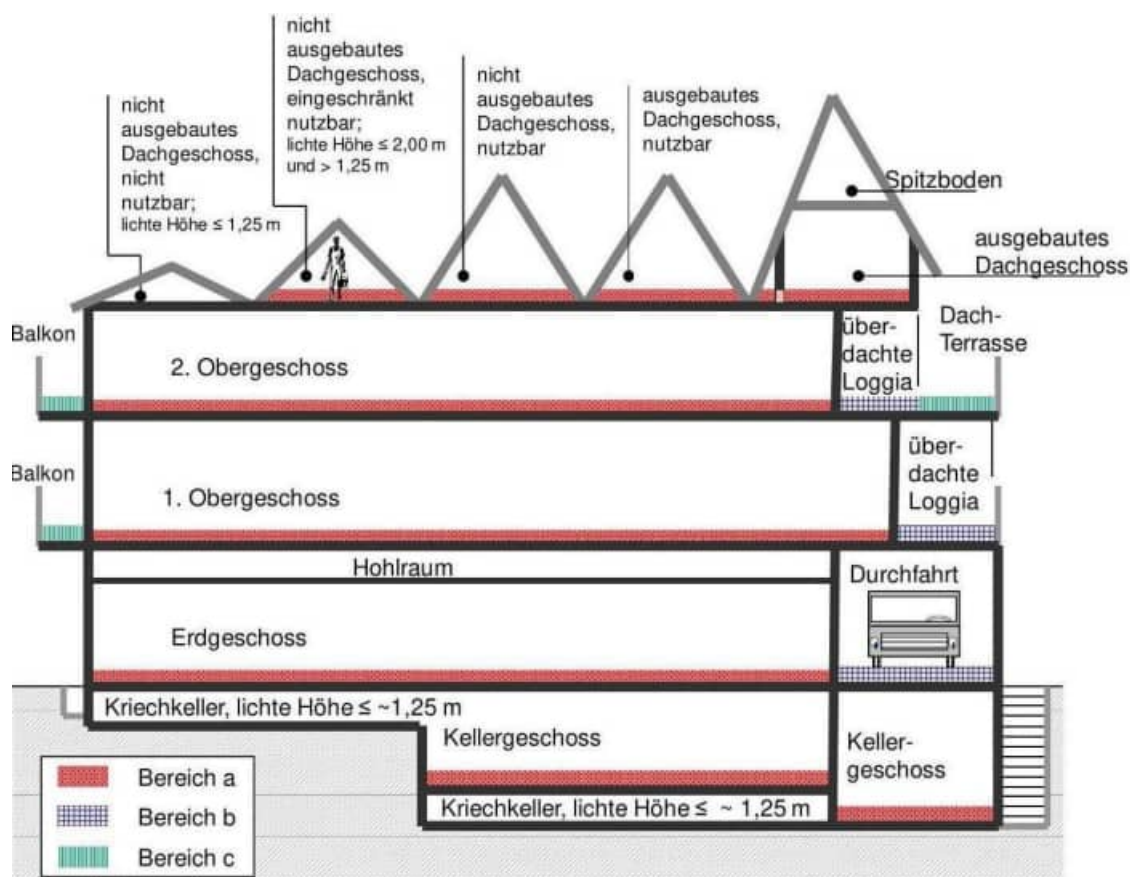 nicht
ausgebautes
Dachgeschoss,
nicht
nutzbar;
lichte Höhe ≤ 1,25 m
nicht
ausgebautes
Dachgeschoss,
eingeschränkt
nutzbar;
lichte Höhe ≤ 2,00 m
und > 1,25 m
nicht
ausgebautes
Dachgeschoss,
nutzbar
ausgebautes
Dachgeschoss,
nutzbar
Spitzboden
ausgebautes
Dachgeschoss
Balkon
2. Obergeschoss
über-
dachte
Loggia
Dach-
Terrasse
Balkon
1. Obergeschoss
über-
dachte
Loggia
Hohlraum
Durchfahrt
Erdgeschoss
Kriechkeller, lichte Höhe ≤ ~1,25 m
Kellergeschoss
Keller-
geschoss
Kriechkeller, lichte Höhe ≤ ~ 1,25 m
Bereich a
Bereich b
Bereich c